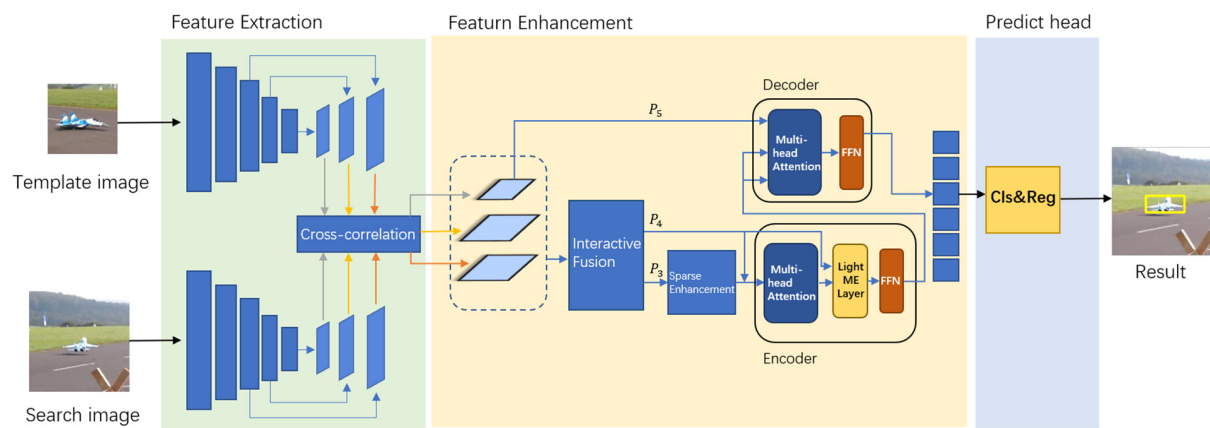 Feature Extraction
Featurn Enhancement
Predict head
Template image
Search image
Cross-correlation
P5
Interactive
Fusion
P4
P3
Sparse
Enhancement
Decoder
Multi-
head
Attention
FFN
Multi-
head
Attention
Light
ME
Layer
FFN
Encoder
Cls&Reg
Result